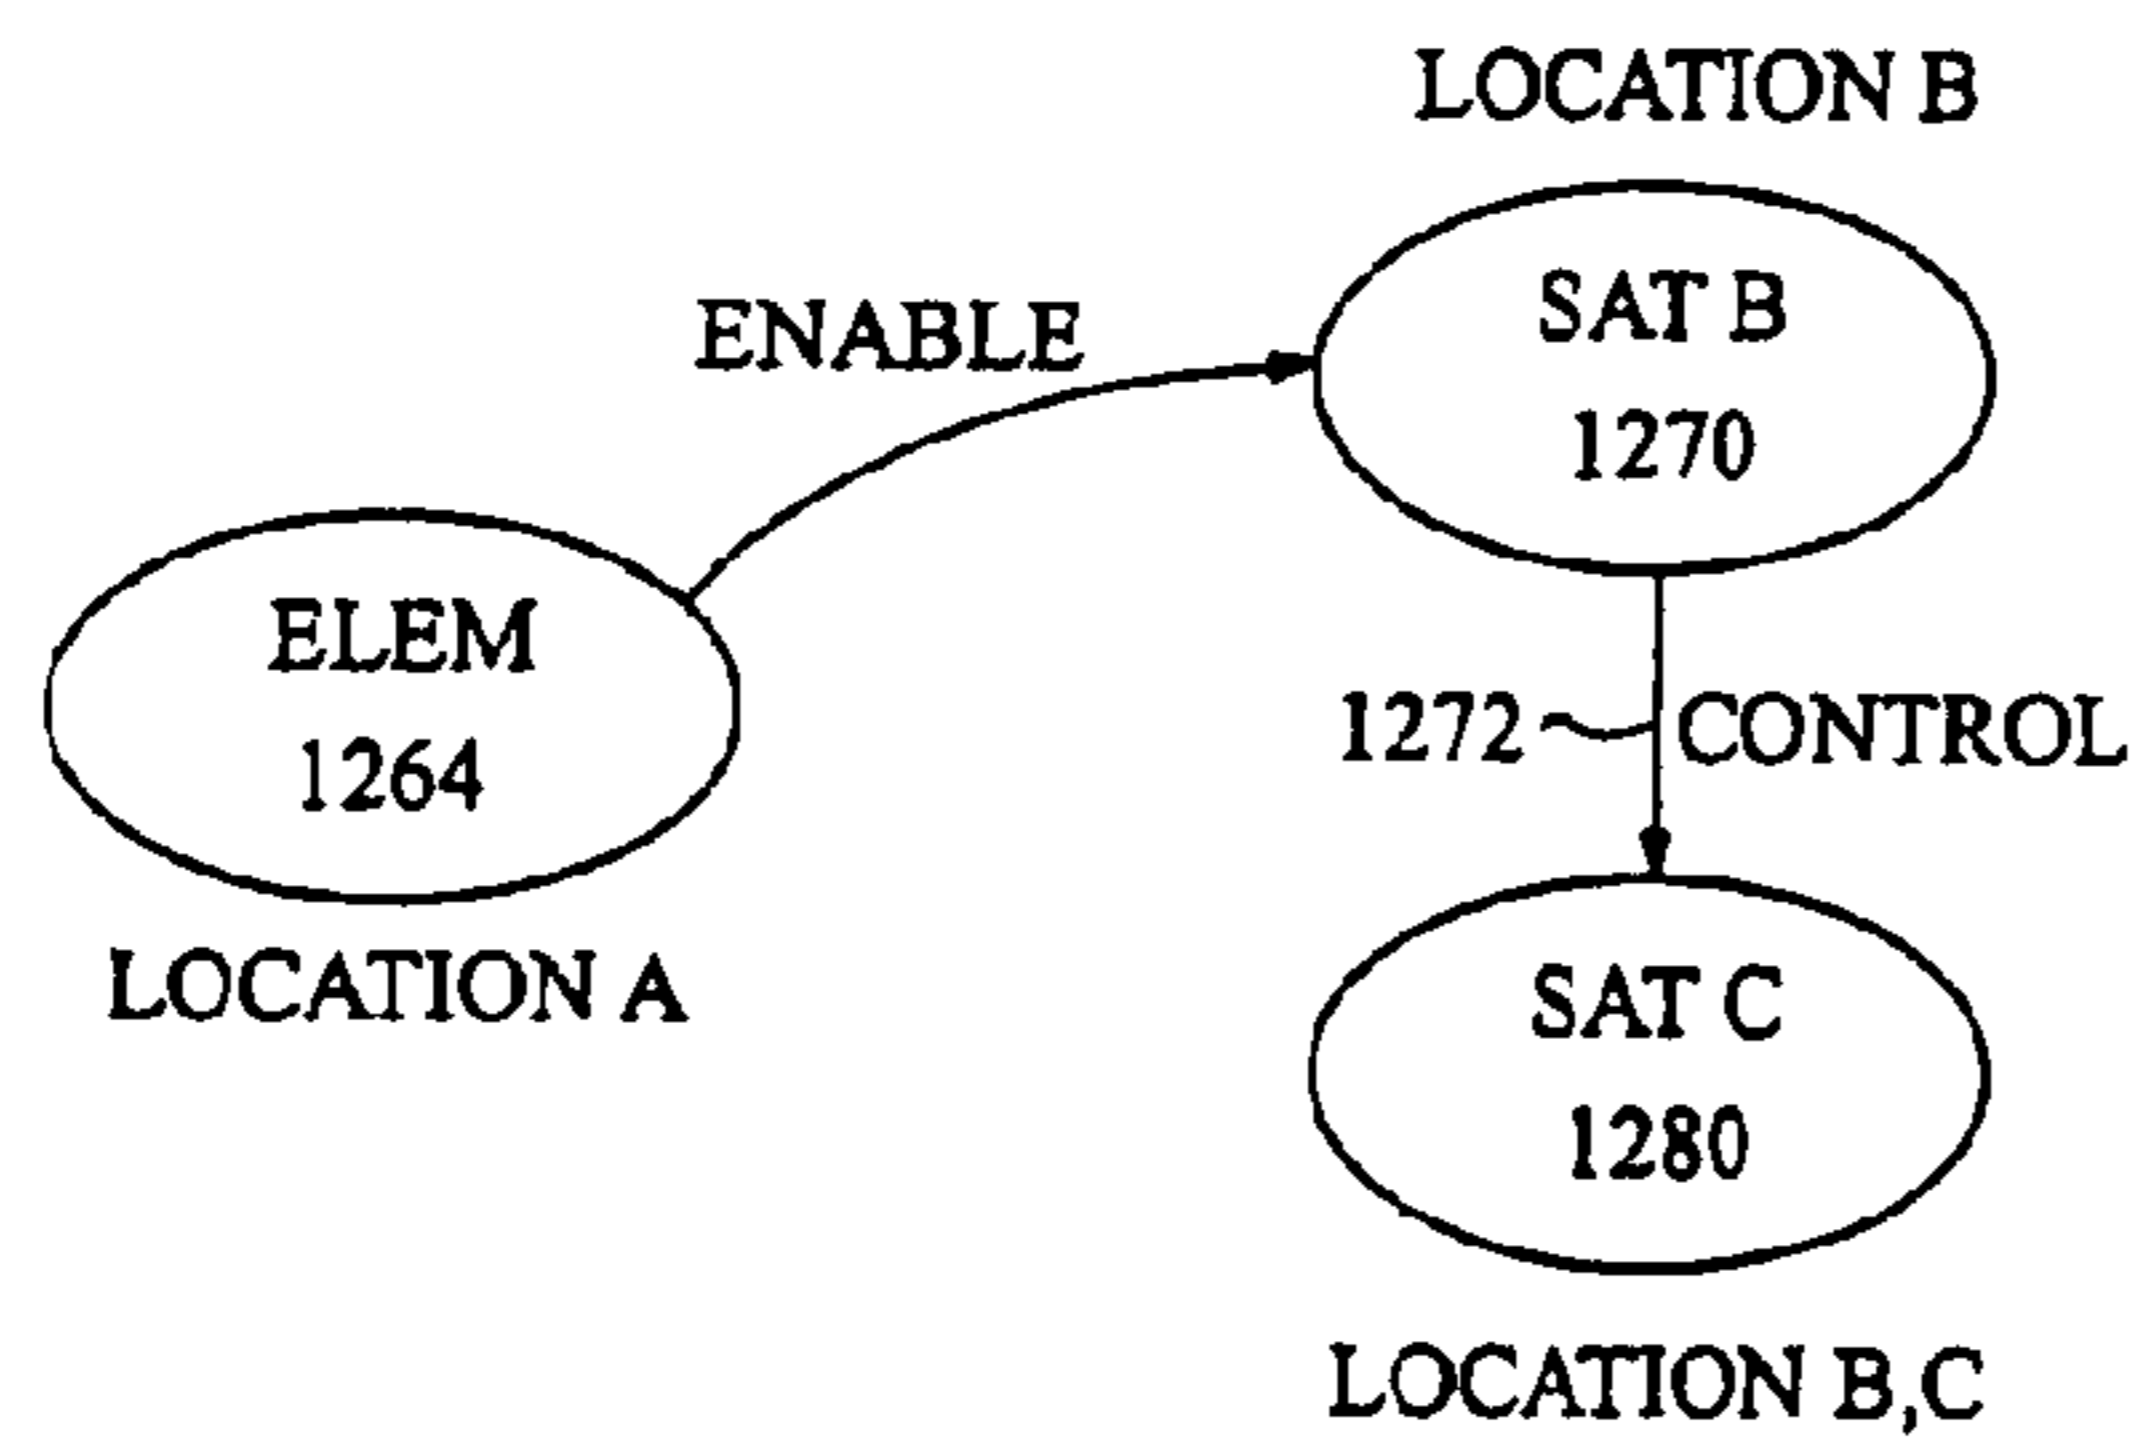 LOCATION B
SAT B
1270
ENABLE
ELEM
1264
LOCATION A
1272
CONTROL
SAT C
1280
LOCATION B,C